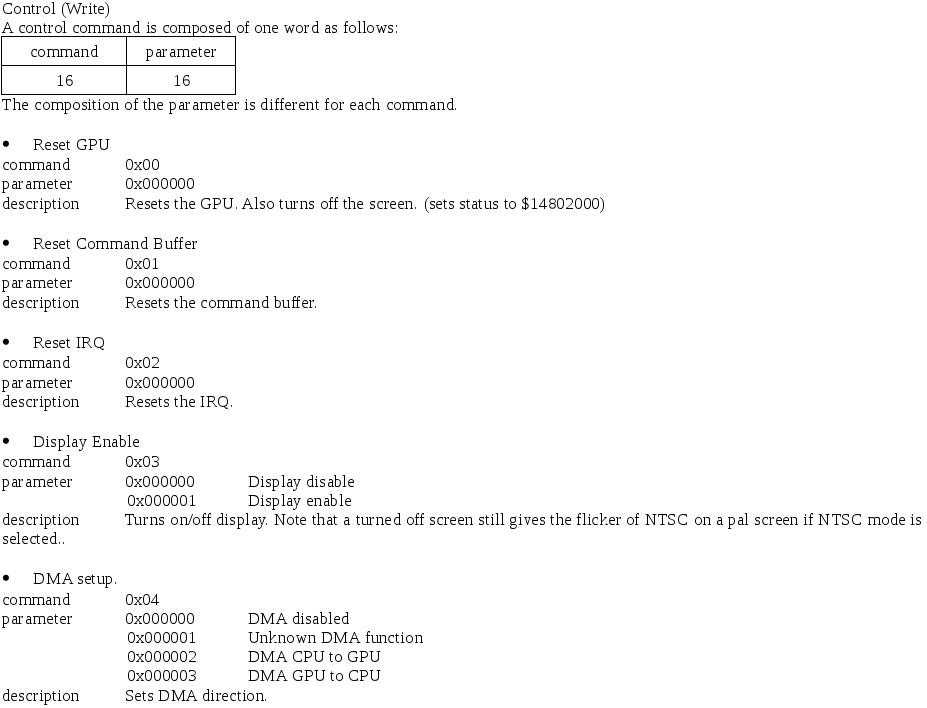 Control (Write)
A control command is composed of one word as follows:
command parameter
16 16
The composition of the parameter is different for each command.
• Reset GPU
command 0x00
parameter 0x000000
description Resets the GPU. Also turns off the screen. (sets status to $14802000)
• Reset Command Buffer
command 0x01
parameter 0x000000
description Resets the command buffer.
• Reset IRQ
command 0x02
parameter 0x000000
description Resets the IRQ.
• Display Enable
command 0x03
parameter 0x000000 Display disable
0x000001 Display enable
description Turns on/off display. Note that a turned off screen still gives the flicker of NTSC on a pal screen if NTSC mode is
selected..
• DMA setup.
command 0x04
parameter 0x000000 DMA disabled
0x000001 Unknown DMA function
0x000002 DMA CPU to GPU
0x000003 DMA GPU to CPU
description Sets DMA direction.